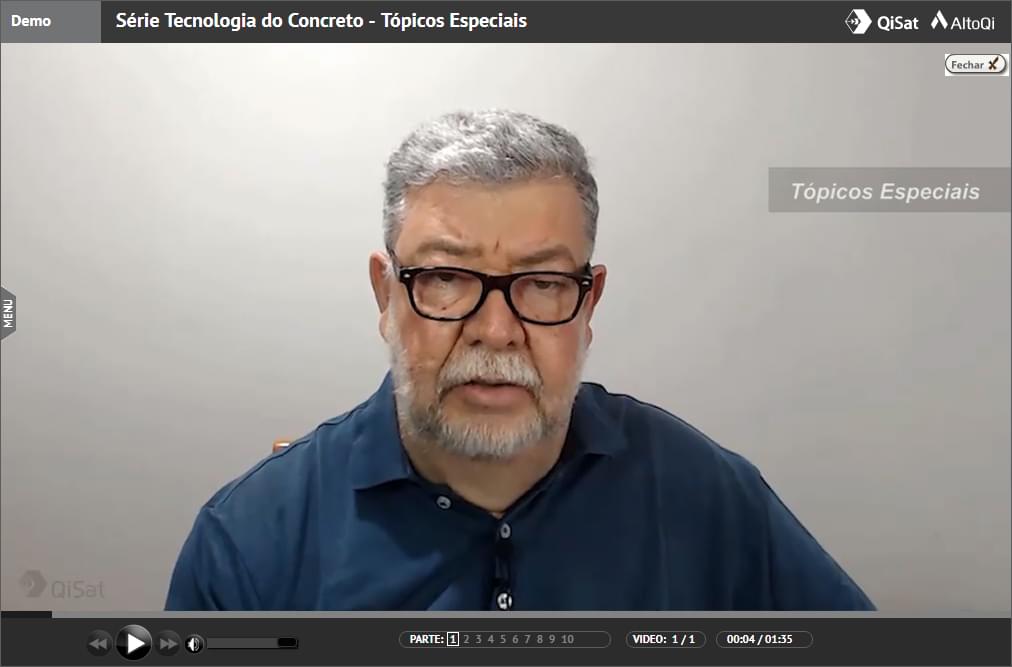 Demo
Série Tecnologia do Concreto - Tópicos Especiais
QiSat
AltoQi
Fechar
Tópicos Especiais
MENU
QiSat
PARTE: 1 2 3 4 5 6 7 8 9 10
VIDEO: 1 / 1
00:04 / 01:35